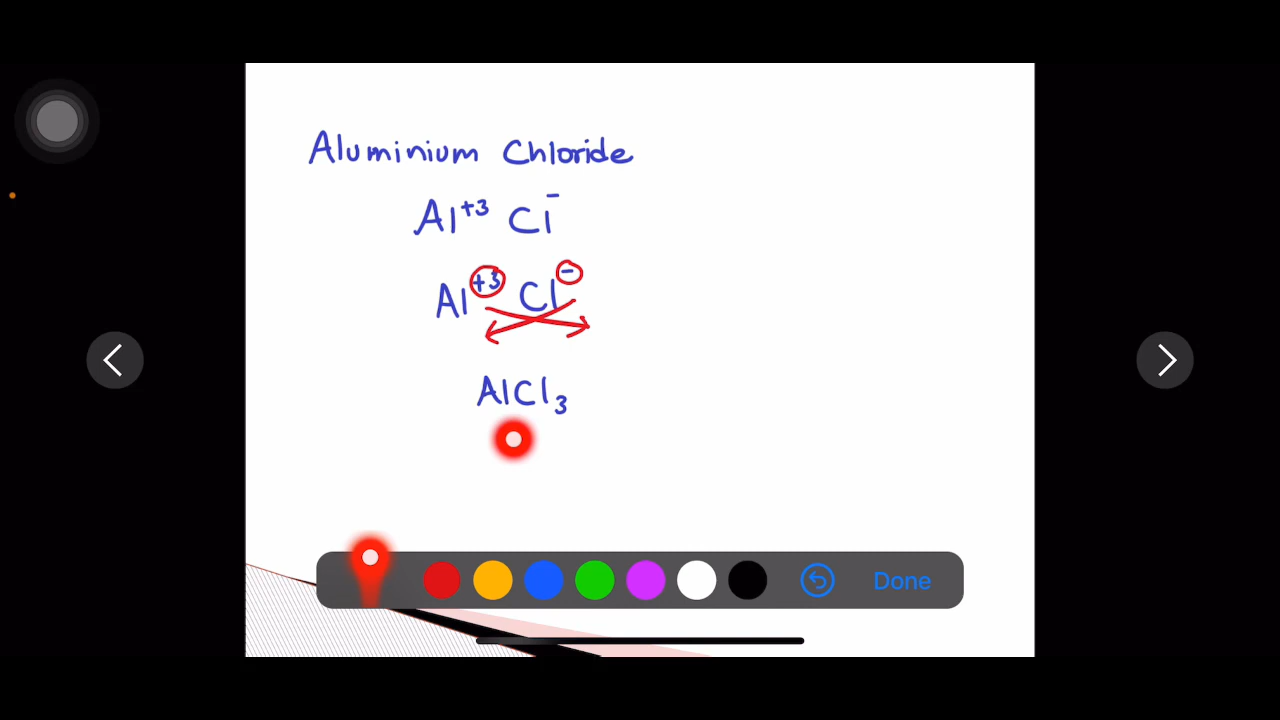 Aluminium Chloride
Al⁺³ Cl⁻
Al⁺³ Cl⁻
AlCl₃
Done